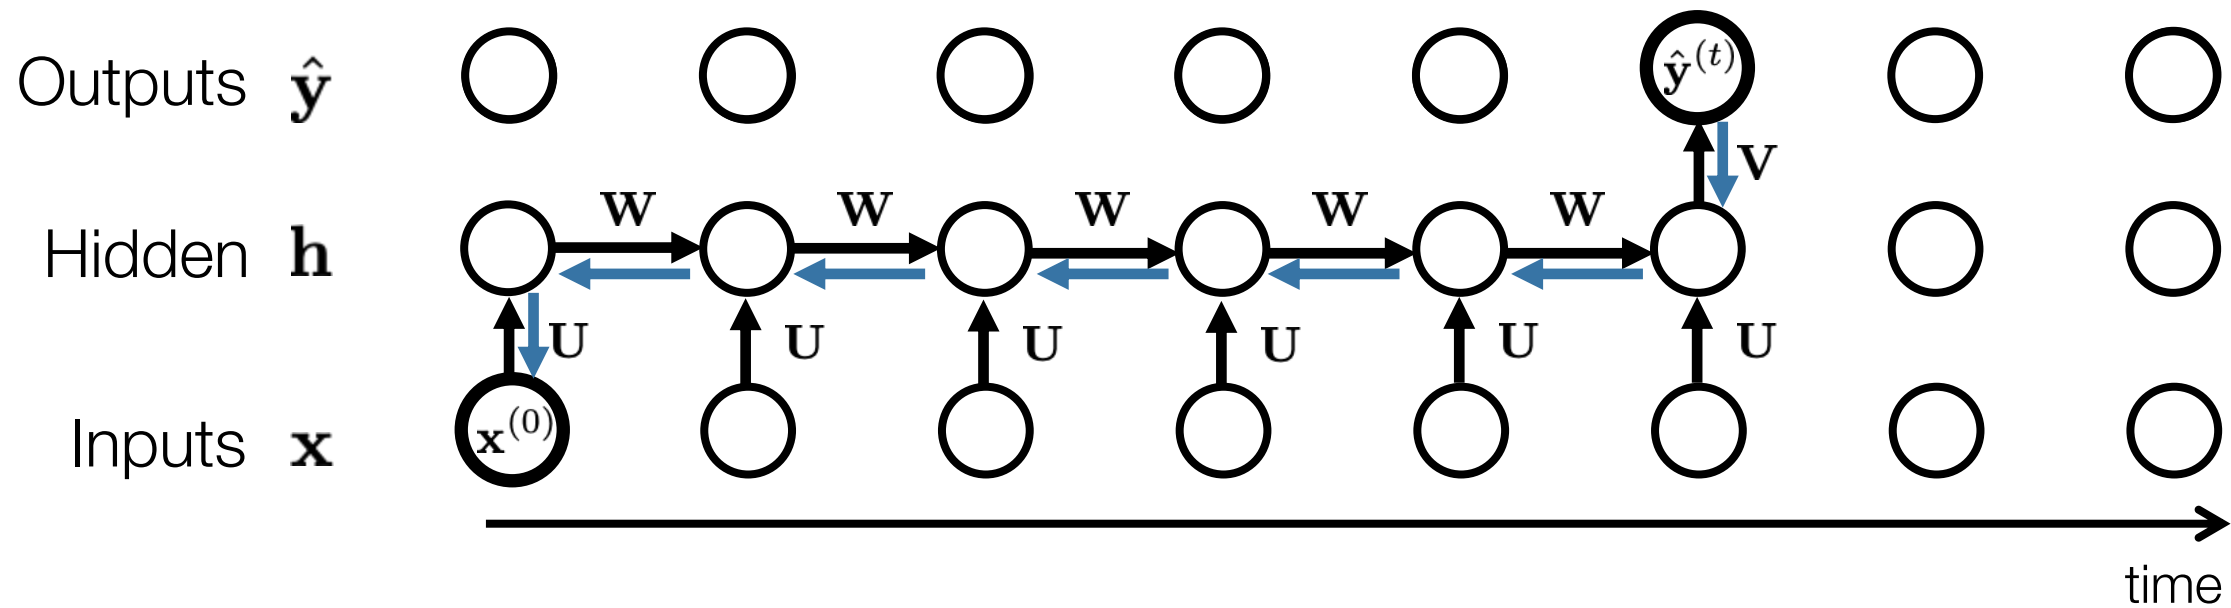 Outputs ŷ ŷ^(t)
V
W W W W W
Hidden h
U U U U U U
Inputs x x^(0)
time